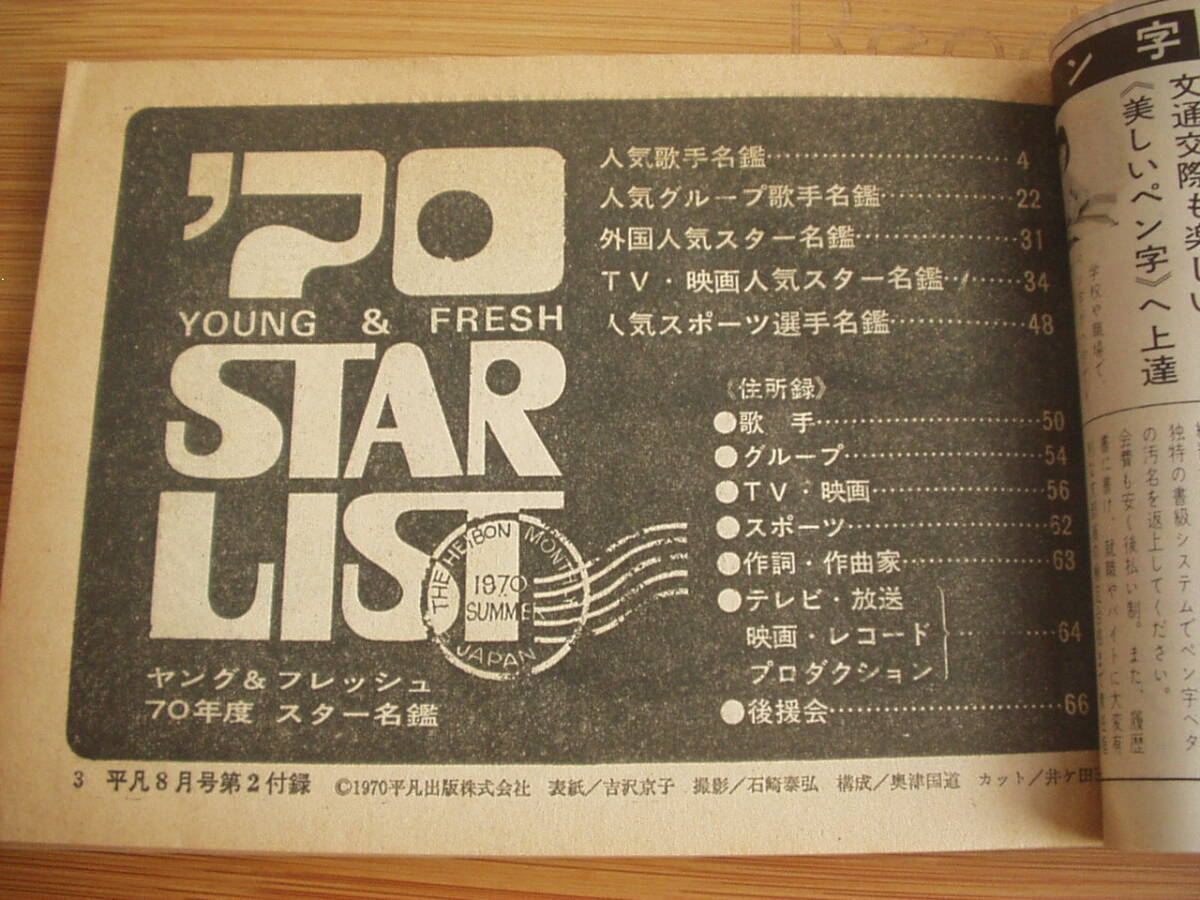 '70
YOUNG & FRESH
STAR
LIST
THE HEIBON MONTH
1970
SUMMER
JAPAN
ヤング&フレッシュ
70年度 スター名鑑
人気歌手名鑑……4
人気グループ歌手名鑑……22
外国人気スター名鑑……31
TV・映画人気スター名鑑……34
人気スポーツ選手名鑑……48
《住所録》
●歌 手……50
●グループ……54
●TV・映画……56
●スポーツ……62
●作詞・作曲家……63
●テレビ・放送
映画・レコード……64
プロダクション
●後援会……66
3 平凡8月号第2付録 ©1970平凡出版株式会社 表紙/吉沢京子 撮影/石崎泰弘 構成/奥津国道 カット/井ケ田
ン字
文通交際も楽しい
《美しいペン字》へ上達
学校や職場で、
独特の書級システムでペン字ヘタ
の汚名を返上してください。
会費も安く後払い制。また、履歴
書に書け、就職やバイトに大変有